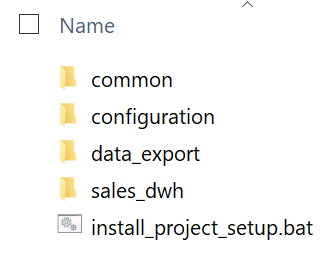 Name
common
configuration
data_export
sales_dwh
install_project_setup.bat